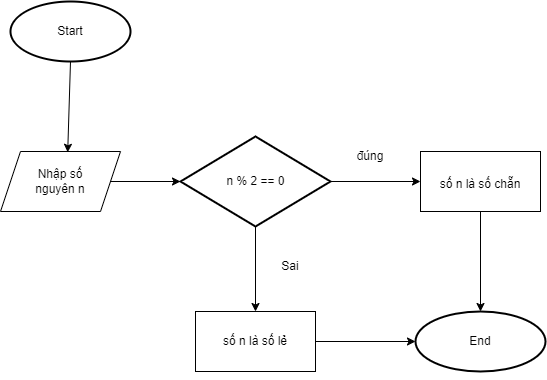 Start
Nhập số
nguyên n
n % 2 == 0
đúng
số n là số chẵn
Sai
số n là số lẻ
End